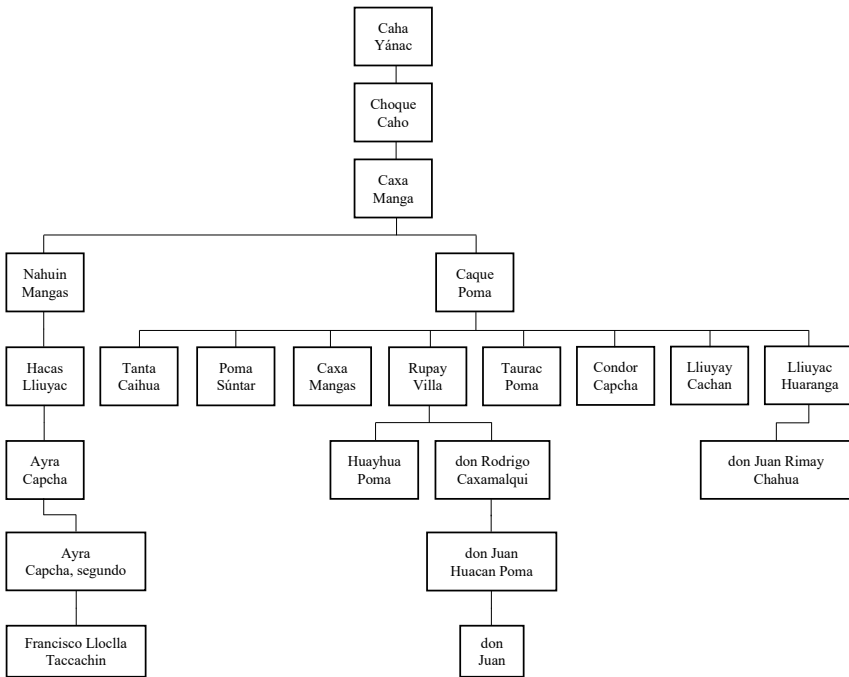 Caha
Yánac
Choque
Caho
Caxa
Manga
Nahuin
Mangas
Caque
Poma
Hacas
Lliuyac
Tanta
Caihua
Poma
Súntar
Caxa
Mangas
Rupay
Villa
Taurac
Poma
Condor
Capcha
Lliuyay
Cachan
Lliuyac
Huaranga
Ayra
Capcha
Huayhua
Poma
don Rodrigo
Caxamalqui
don Juan Rimay
Chahua
Ayra
Capcha, segundo
don Juan
Huacan Poma
Francisco Lloclla
Taccachin
don
Juan